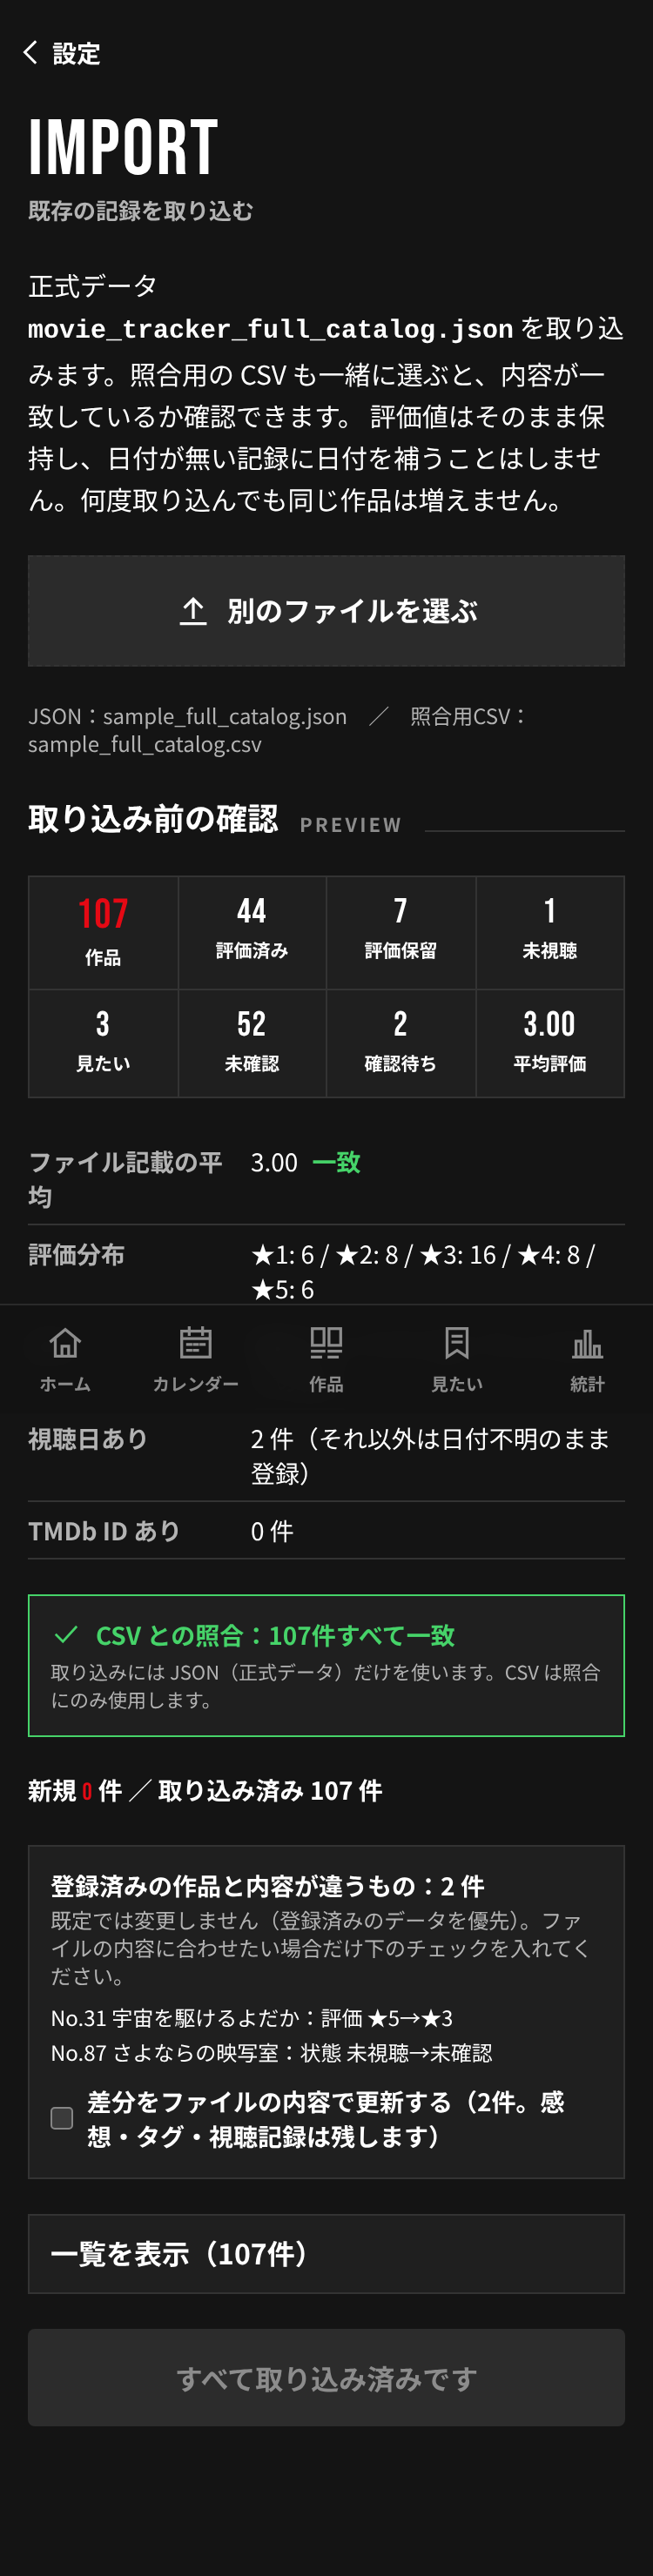 設定
IMPORT
既存の記録を取り込む
正式データ
movie_tracker_full_catalog.json を取り込
みます。照合用の CSV も一緒に選ぶと、内容が一
致しているか確認できます。 評価値はそのまま保
持し、日付が無い記録に日付を補うことはしませ
ん。何度取り込んでも同じ作品は増えません。
別のファイルを選ぶ
JSON：sample_full_catalog.json ／ 照合用CSV：
sample_full_catalog.csv
取り込み前の確認 PREVIEW
107 44 7 1
作品 評価済み 評価保留 未視聴
3 52 2 3.00
見たい 未確認 確認待ち 平均評価
ファイル記載の平 3.00 一致
均
評価分布 ★1: 6 / ★2: 8 / ★3: 16 / ★4: 8 /
★5: 6
ホーム カレンダー 作品 見たい 統計
視聴日あり 2 件（それ以外は日付不明のまま
登録）
TMDb ID あり 0 件
CSV との照合：107件すべて一致
取り込みには JSON（正式データ）だけを使います。CSV は照合
にのみ使用します。
新規 0 件 ／ 取り込み済み 107 件
登録済みの作品と内容が違うもの：2 件
既定では変更しません（登録済みのデータを優先）。ファ
イルの内容に合わせたい場合だけ下のチェックを入れてく
ださい。
No.31 宇宙を駆けるよだか：評価 ★5→★3
No.87 さよならの映写室：状態 未視聴→未確認
差分をファイルの内容で更新する（2件。感
想・タグ・視聴記録は残します）
一覧を表示（107件）
すべて取り込み済みです